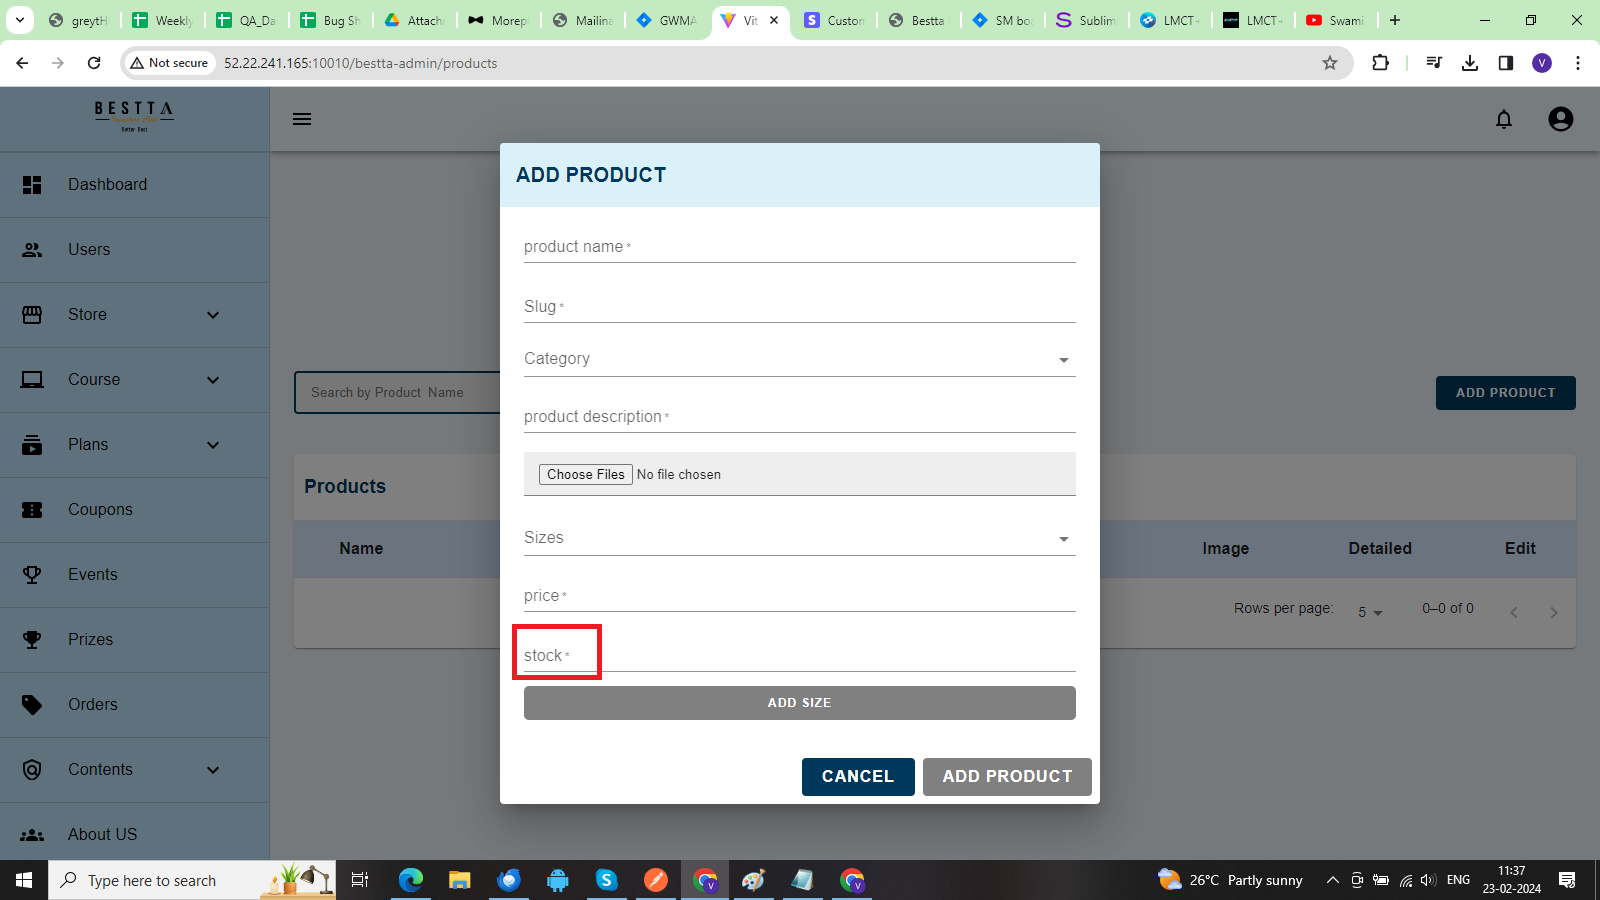 greytH
Weekly
QA_Da
Bug Sh
Attach
Morep
Mailina
GWMA
Vit
Custon
Bestta
SM bo
Sublim
LMCT+
LMCT+
Swami
Not secure
52.22.241.165:10010/bestta-admin/products
V
BESTTA
Better Best
ADD PRODUCT
Dashboard
product name *
Users
Slug *
Store
Category
Course
Search by Product Name
ADD PRODUCT
product description *
Plans
Choose Files No file chosen
Products
Coupons
Sizes
Name
Image
Detailed
Edit
Events
price *
Rows per page:
5
0–0 of 0
Prizes
stock *
Orders
ADD SIZE
Contents
CANCEL
ADD PRODUCT
About US
Type here to search
26°C Partly sunny
ENG
11:37
23-02-2024